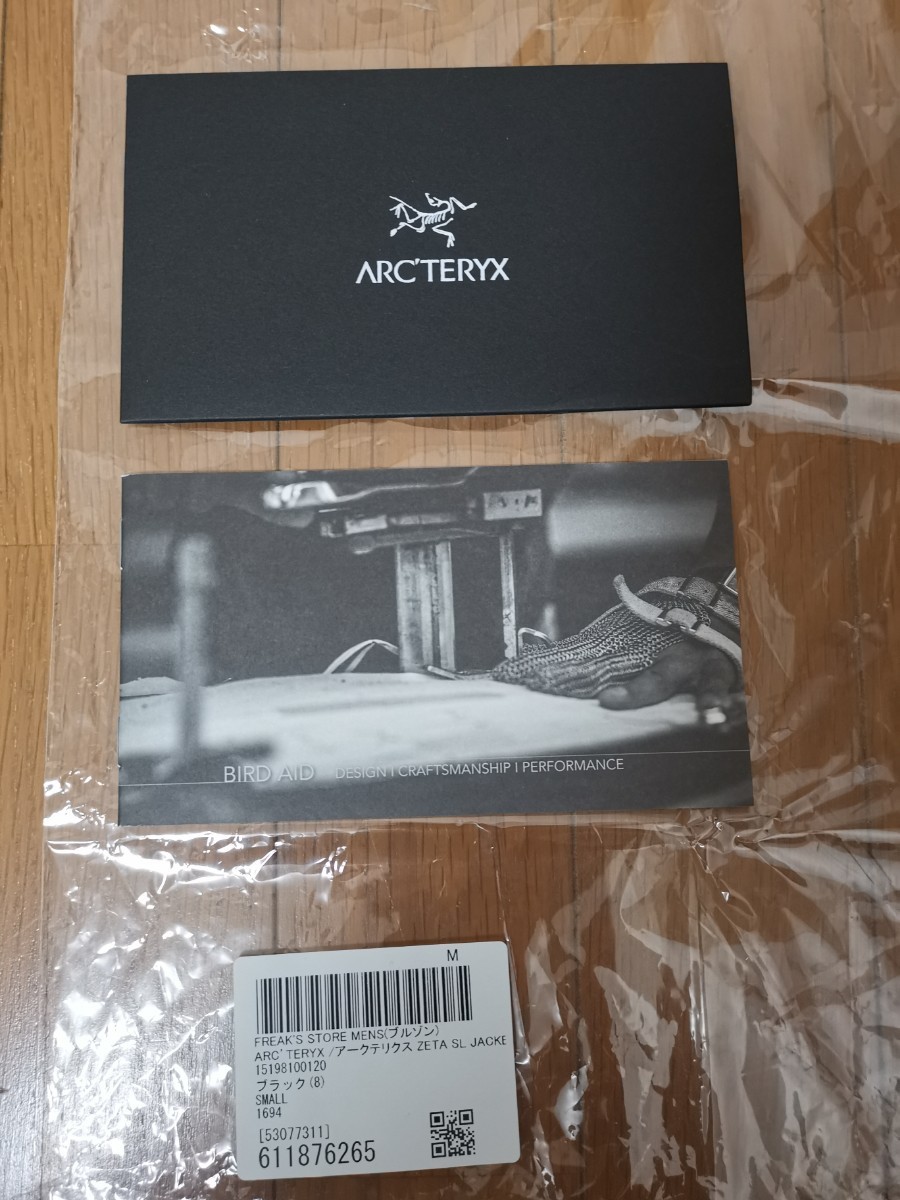 ARC'TERYX
BIRD AID DESIGN | CRAFTSMANSHIP | PERFORMANCE
M
FREAK'S STORE MENS(ブルゾン)
ARC'TERYX /アークテリクス ZETA SL JACKE
15198100120
ブラック(8)
SMALL
1694
[53077311]
611876265